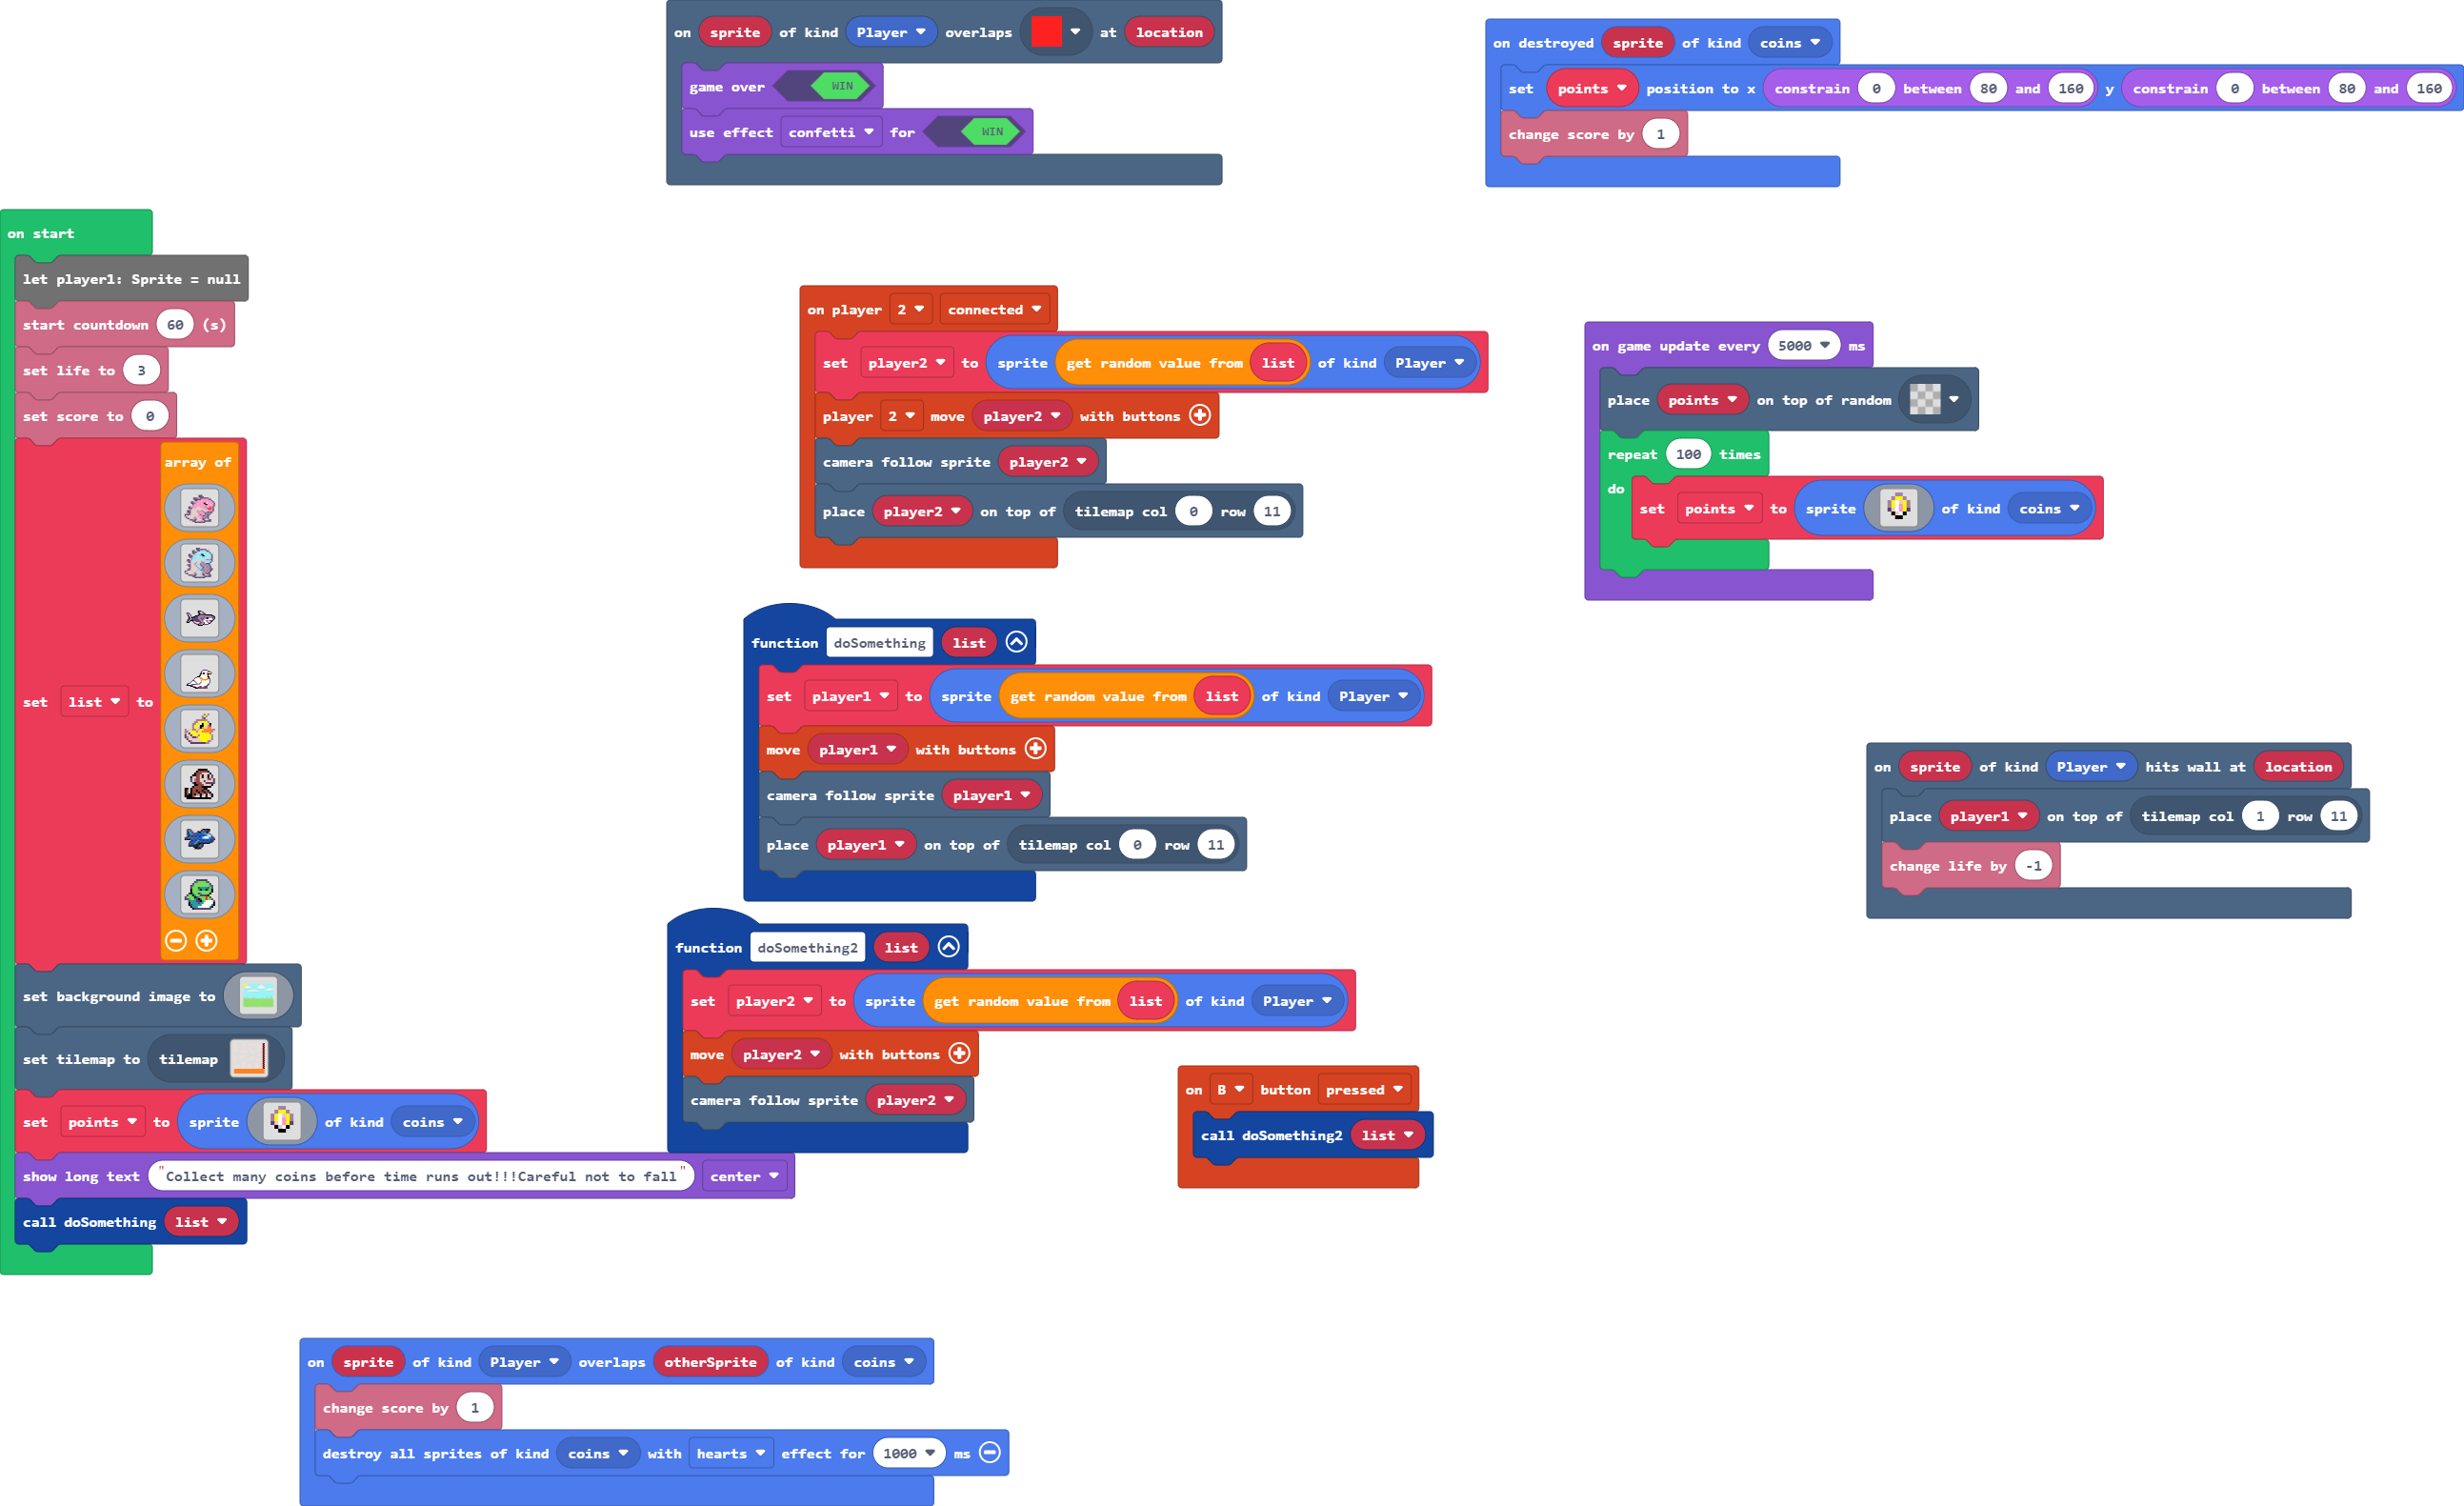 on sprite of kind Player overlaps at location
game over WIN
use effect confetti for WIN
on destroyed sprite of kind coins
set points position to x constrain 0 between 80 and 160 y constrain 0 between 80 and 160
change score by 1
on start
let player1: Sprite = null
start countdown 60 (s)
set life to 3
set score to 0
set list to array of
set background image to
set tilemap to tilemap
set points to sprite of kind coins
show long text "Collect many coins before time runs out!!!Careful not to fall" center
call doSomething list
on player 2 connected
set player2 to sprite get random value from list of kind Player
player 2 move player2 with buttons
camera follow sprite player2
place player2 on top of tilemap col 0 row 11
on game update every 5000 ms
place points on top of random
repeat 100 times
do
set points to sprite of kind coins
function doSomething list
set player1 to sprite get random value from list of kind Player
move player1 with buttons
camera follow sprite player1
place player1 on top of tilemap col 0 row 11
on sprite of kind Player hits wall at location
place player1 on top of tilemap col 1 row 11
change life by -1
function doSomething2 list
set player2 to sprite get random value from list of kind Player
move player2 with buttons
camera follow sprite player2
on B button pressed
call doSomething2 list
on sprite of kind Player overlaps otherSprite of kind coins
change score by 1
destroy all sprites of kind coins with hearts effect for 1000 ms